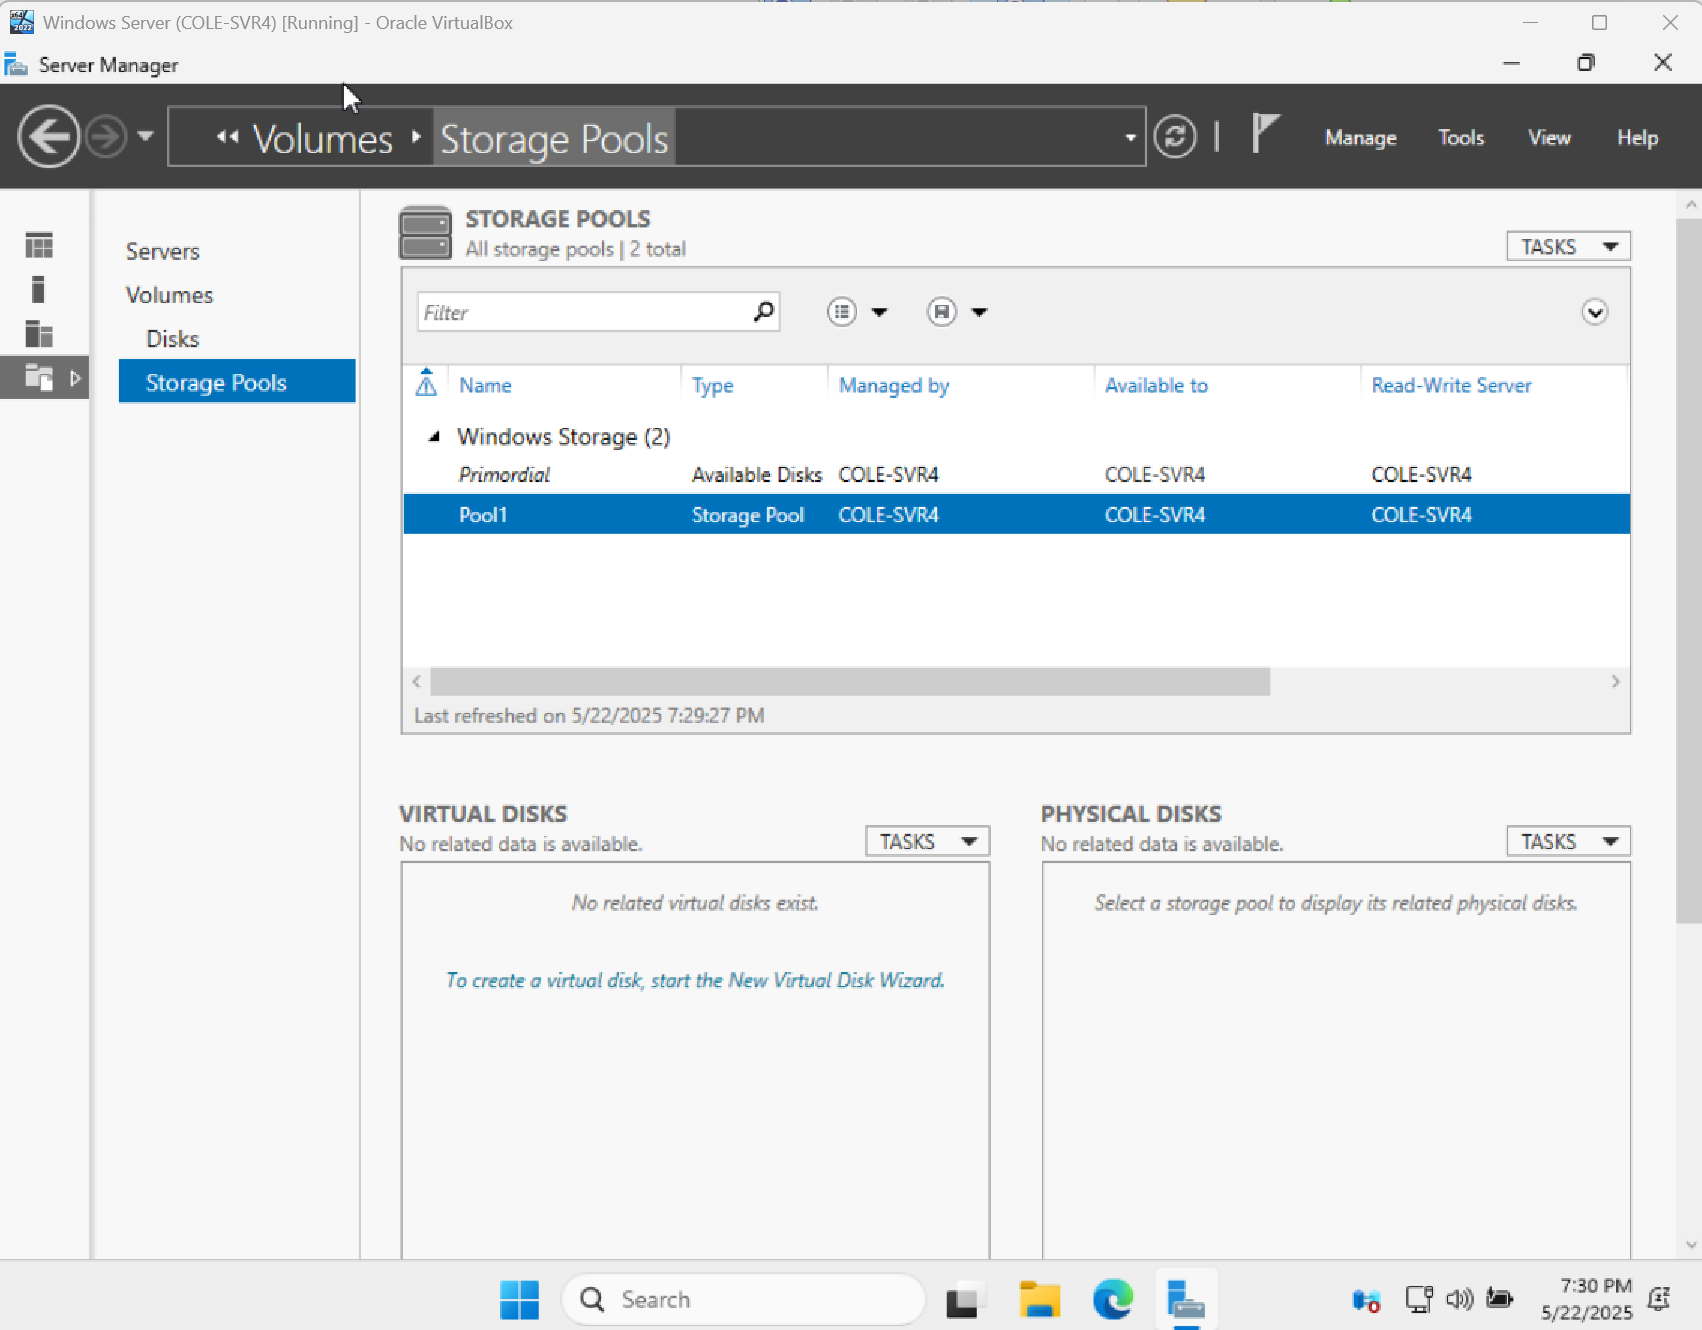 Windows Server (COLE-SVR4) [Running] - Oracle VirtualBox
Server Manager
Volumes Storage Pools
Manage Tools View Help
Servers
Volumes
Disks
Storage Pools
STORAGE POOLS
All storage pools | 2 total
TASKS
Filter
Name Type Managed by Available to Read-Write Server
Windows Storage (2)
Primordial Available Disks COLE-SVR4 COLE-SVR4 COLE-SVR4
Pool1 Storage Pool COLE-SVR4 COLE-SVR4 COLE-SVR4
Last refreshed on 5/22/2025 7:29:27 PM
VIRTUAL DISKS
No related data is available.
TASKS
No related virtual disks exist.
To create a virtual disk, start the New Virtual Disk Wizard.
PHYSICAL DISKS
No related data is available.
TASKS
Select a storage pool to display its related physical disks.
Search
7:30 PM
5/22/2025